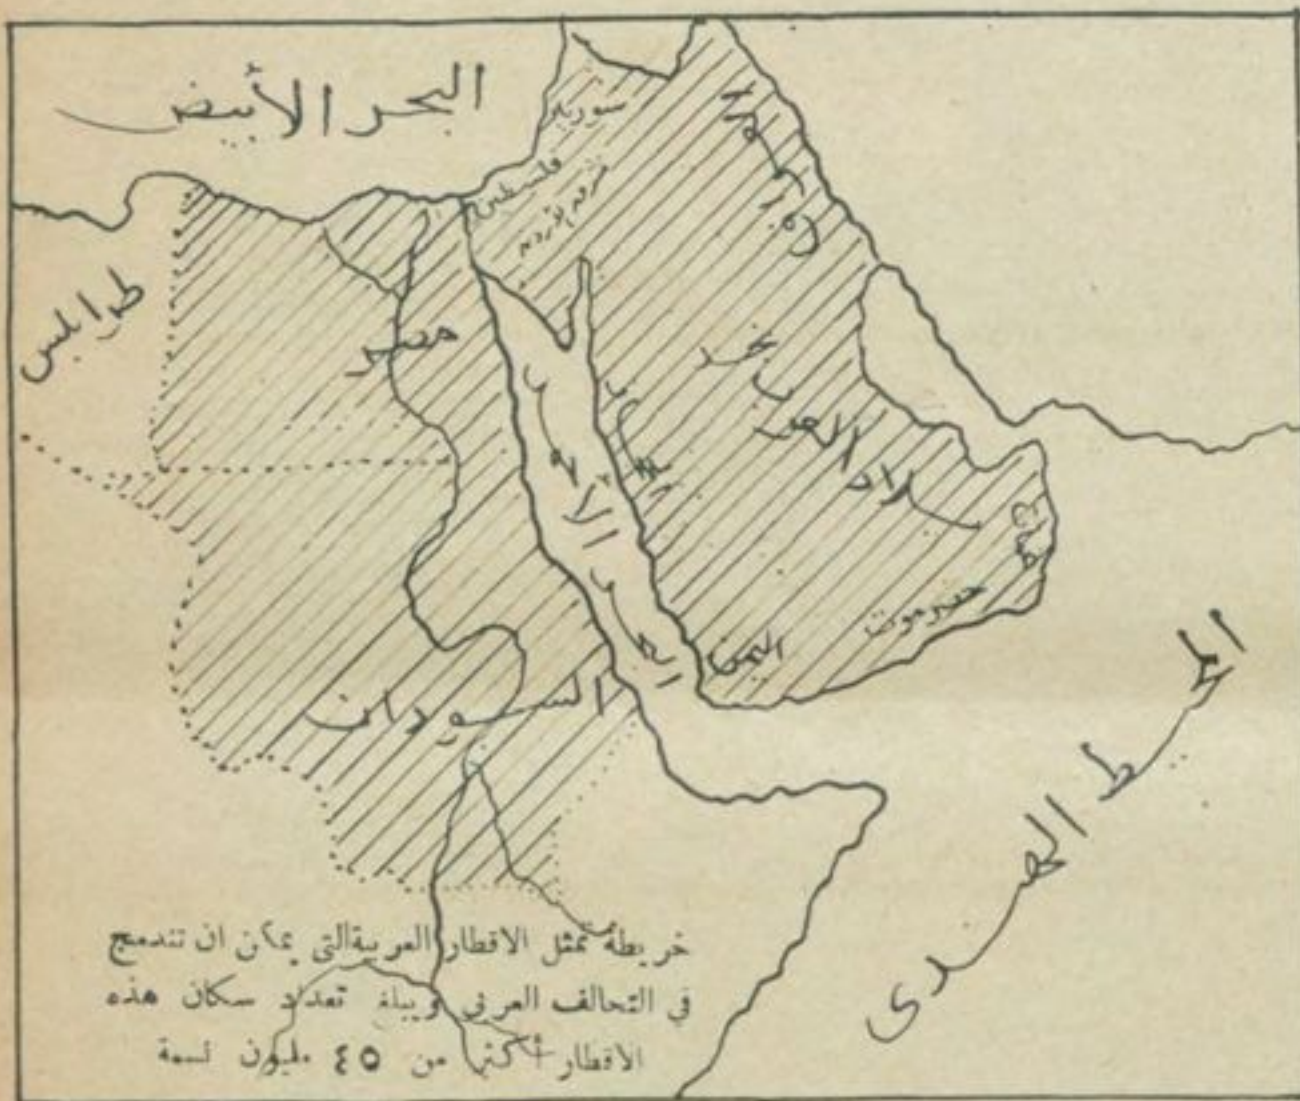 البحر الأبيض
سوريا
فلسطين
شرق الأردن
العراق
طرابلس
مصر
نجد
بلاد العرب
الحجاز
البحر الأحمر
عمان
حضرموت
اليمن
السودان
المحيط الهندى
خريطة تمثل الاقطار العربية التى يمكن ان تندمج
في التحالف العربي ويبلغ تعداد سكان هذه
الاقطار أكثر من ٤٥ مليون نسمة